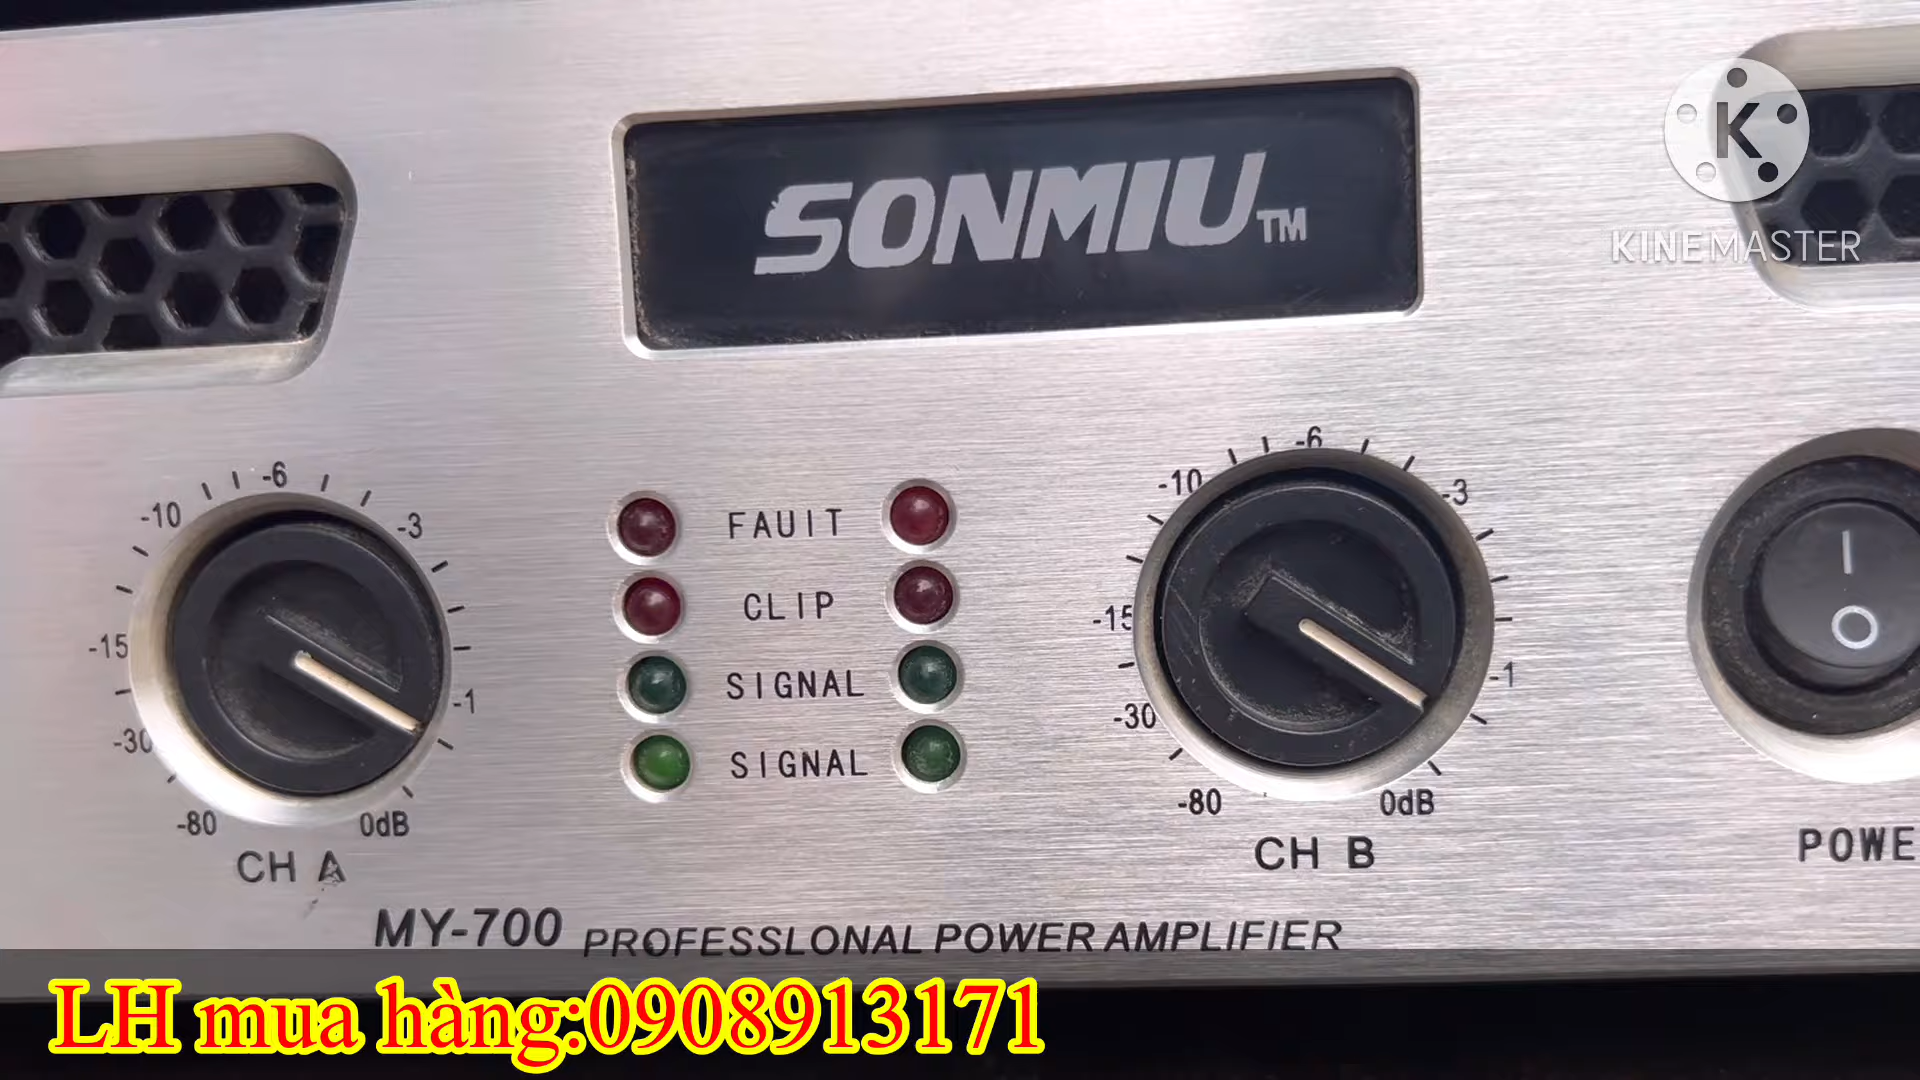 SONMIU TM
K
KINEMASTER
-6
-10
-3
-15
-1
-30
-80
0dB
CH A
FAUIT
CLIP
SIGNAL
SIGNAL
-6
-10
-3
-15
-1
-30
-80
0dB
CH B
POWE
MY-700 PROFESSLONAL POWER AMPLIFIER
LH mua hàng:0908913171